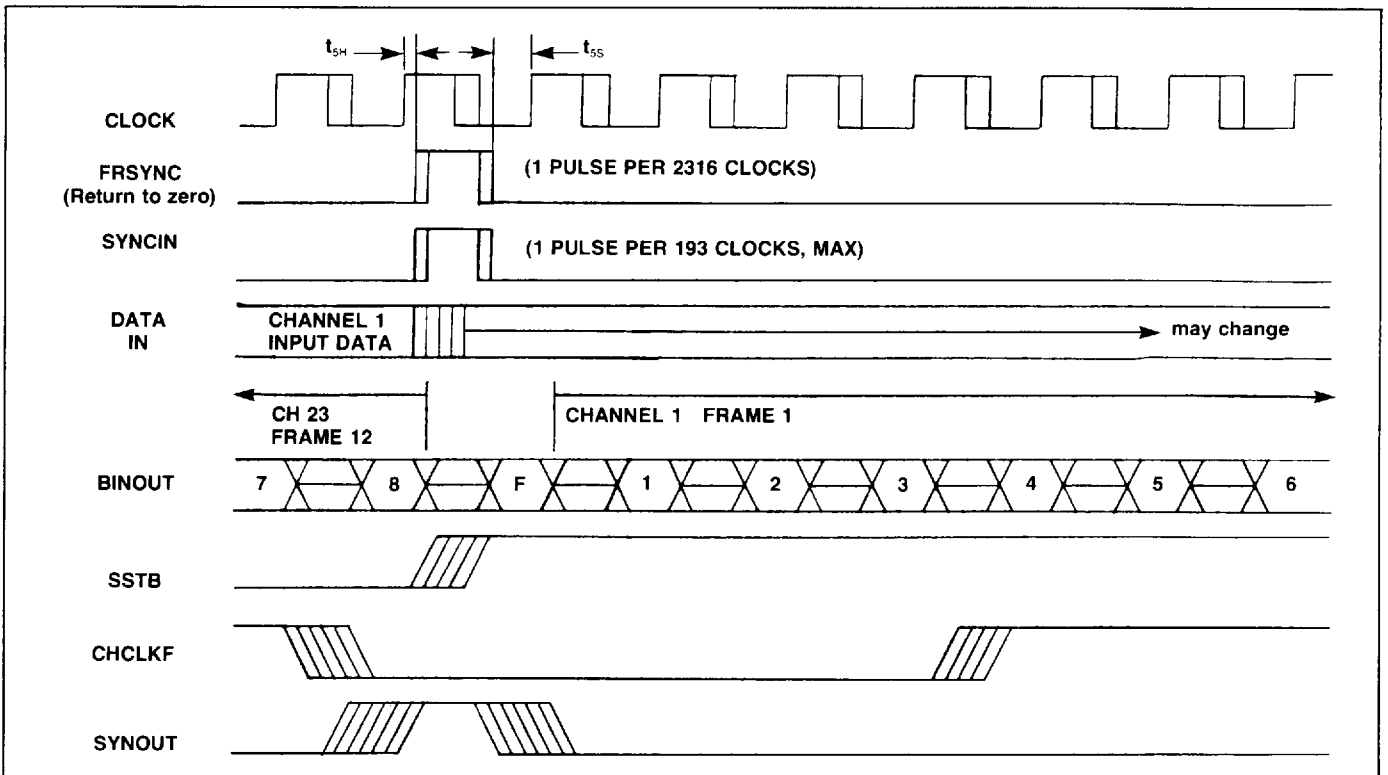 t5H
t5S
CLOCK
FRSYNC
(Return to zero)
(1 PULSE PER 2316 CLOCKS)
SYNCIN
(1 PULSE PER 193 CLOCKS, MAX)
DATA
IN
CHANNEL 1
INPUT DATA
may change
CH 23
FRAME 12
CHANNEL 1 FRAME 1
BINOUT
7 8 F 1 2 3 4 5 6
SSTB
CHCLKF
SYNOUT